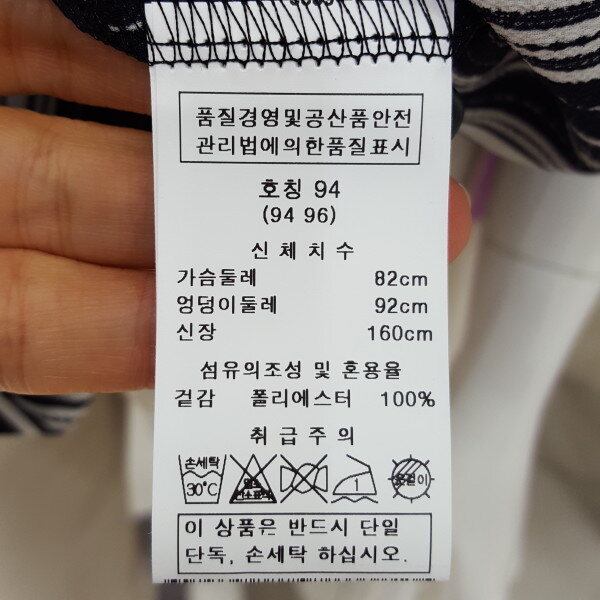 품질경영및공산품안전
관리법에의한품질표시
호칭 94
(94 96)
신 체 치 수
가슴둘레 82cm
엉덩이둘레 92cm
신장 160cm
섬유의조성 및 혼용율
겉감 폴리에스터 100%
취 급 주 의
손세탁
30℃
1
이 상품은 반드시 단일
단독, 손세탁 하십시오.